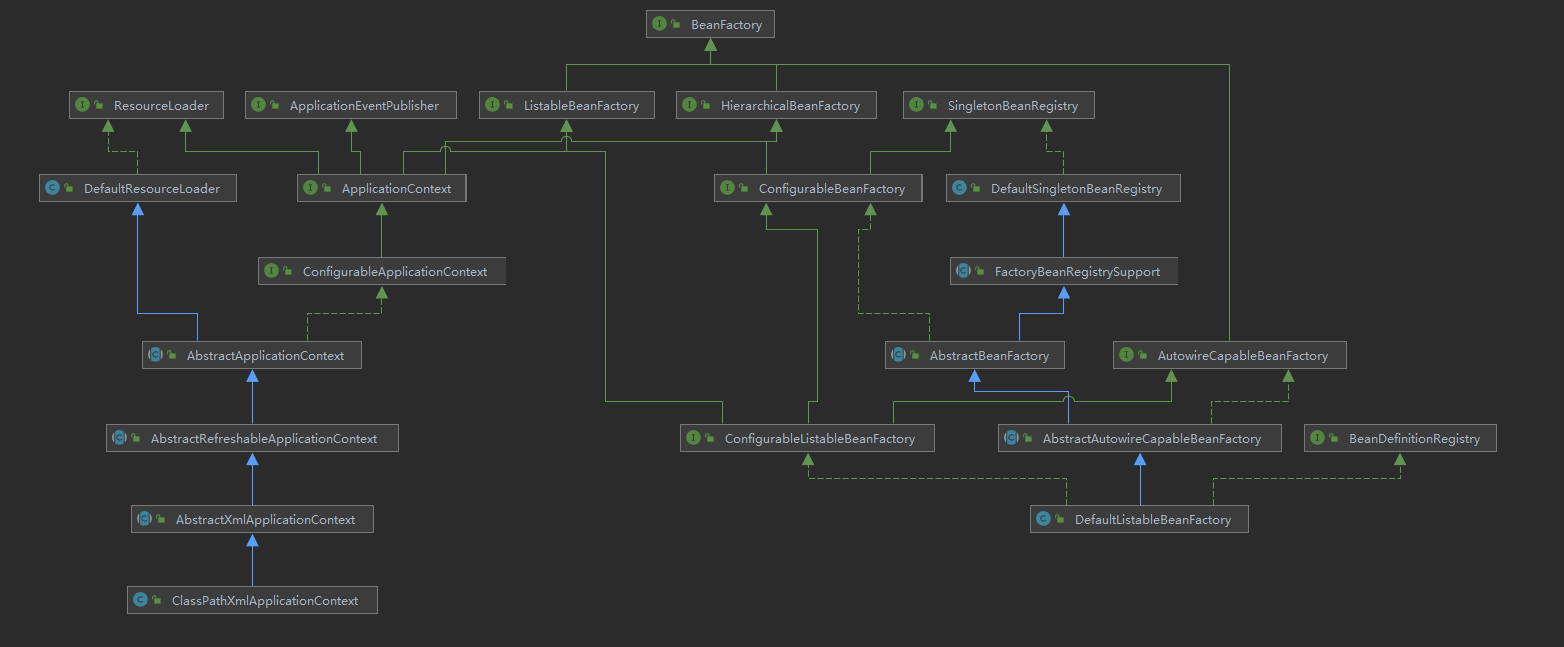 BeanFactory
ResourceLoader
ApplicationEventPublisher
ListableBeanFactory
HierarchicalBeanFactory
SingletonBeanRegistry
DefaultResourceLoader
ApplicationContext
ConfigurableBeanFactory
DefaultSingletonBeanRegistry
ConfigurableApplicationContext
FactoryBeanRegistrySupport
AbstractApplicationContext
AbstractBeanFactory
AutowireCapableBeanFactory
AbstractRefreshableApplicationContext
ConfigurableListableBeanFactory
AbstractAutowireCapableBeanFactory
BeanDefinitionRegistry
AbstractXmlApplicationContext
DefaultListableBeanFactory
ClassPathXmlApplicationContext